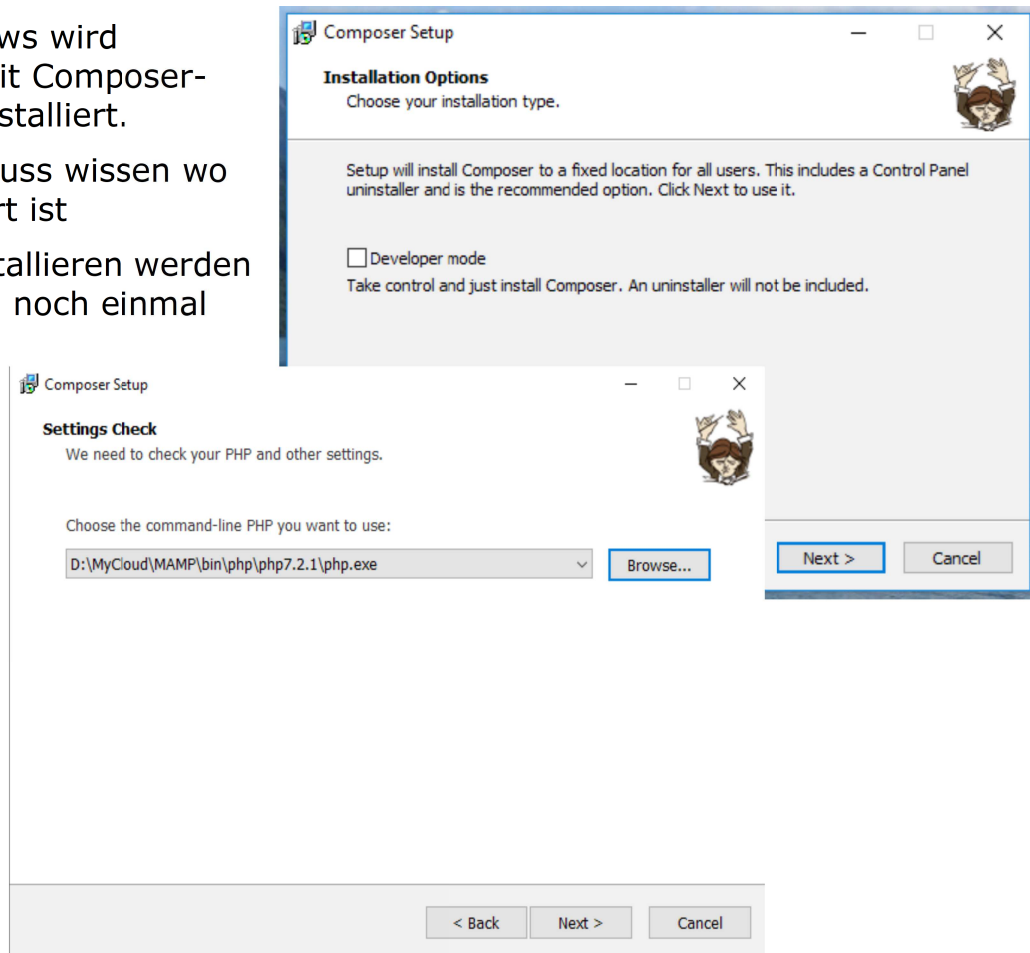 ws wird
it Composer-
stalliert.
uss wissen wo
rt ist
tallieren werden
noch einmal
Composer Setup
Installation Options
Choose your installation type.
Setup will install Composer to a fixed location for all users. This includes a Control Panel
uninstaller and is the recommended option. Click Next to use it.
Developer mode
Take control and just install Composer. An uninstaller will not be included.
Next >
Cancel
Composer Setup
Settings Check
We need to check your PHP and other settings.
Choose the command-line PHP you want to use:
D:\MyCloud\MAMP\bin\php\php7.2.1\php.exe
Browse...
< Back
Next >
Cancel